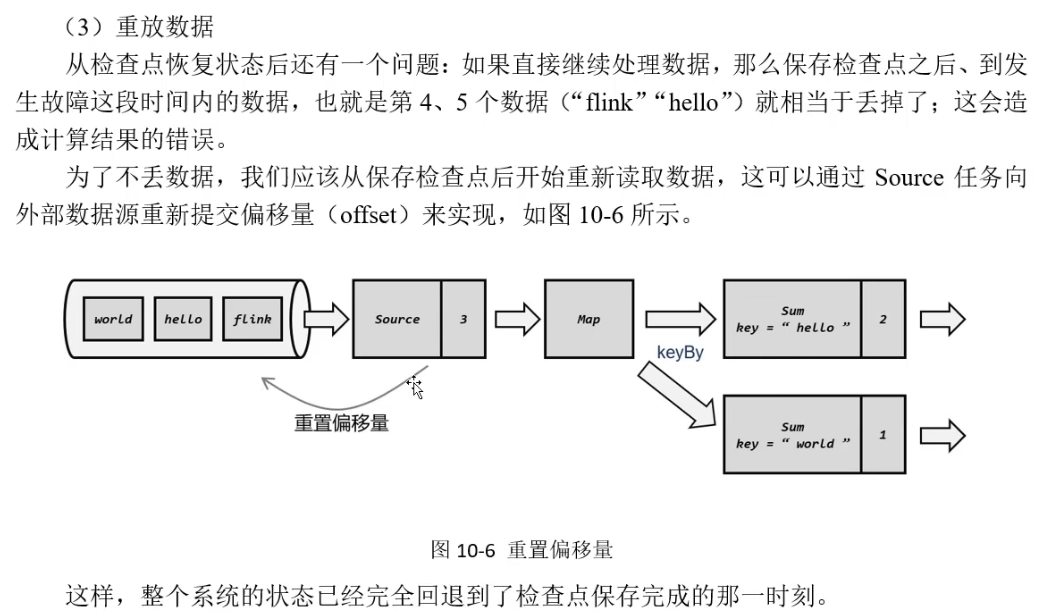 （3）重放数据
从检查点恢复状态后还有一个问题：如果直接继续处理数据，那么保存检查点之后、到发
生故障这段时间内的数据，也就是第 4、5 个数据（“flink”“hello”）就相当于丢掉了；这会造
成计算结果的错误。
为了不丢数据，我们应该从保存检查点后开始重新读取数据，这可以通过 Source 任务向
外部数据源重新提交偏移量（offset）来实现，如图 10-6 所示。
world hello flink
Source 3
Map
Sum
key = “ hello ” 2
keyBy
重置偏移量
Sum
key = “ world ” 1
图 10-6 重置偏移量
这样，整个系统的状态已经完全回退到了检查点保存完成的那一时刻。